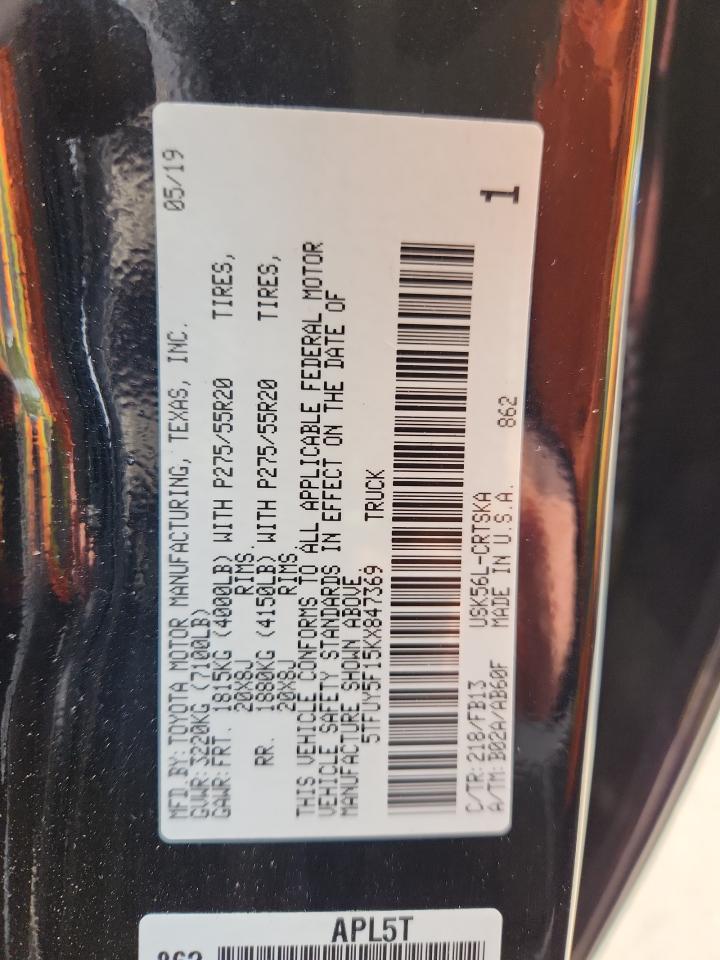 MFD.BY: TOYOTA MOTOR MANUFACTURING, TEXAS, INC. 05/19
GVWR: 3220KG (7100LB)
GAWR: FRT. 1815KG (4000LB) WITH P275/55R20 TIRES,
20X8J RIMS.
RR. 1880KG (4150LB) WITH P275/55R20 TIRES,
20X8J RIMS.
THIS VEHICLE CONFORMS TO ALL APPLICABLE FEDERAL MOTOR
VEHICLE SAFETY STANDARDS IN EFFECT ON THE DATE OF
MANUFACTURE SHOWN ABOVE.
5TFUY5F15KX847369 TRUCK
C/TR: 218/FB13 USK56L-CRTSKA 862
A/TM: B02A/AB60F MADE IN U.S.A.
1
APL5T
862